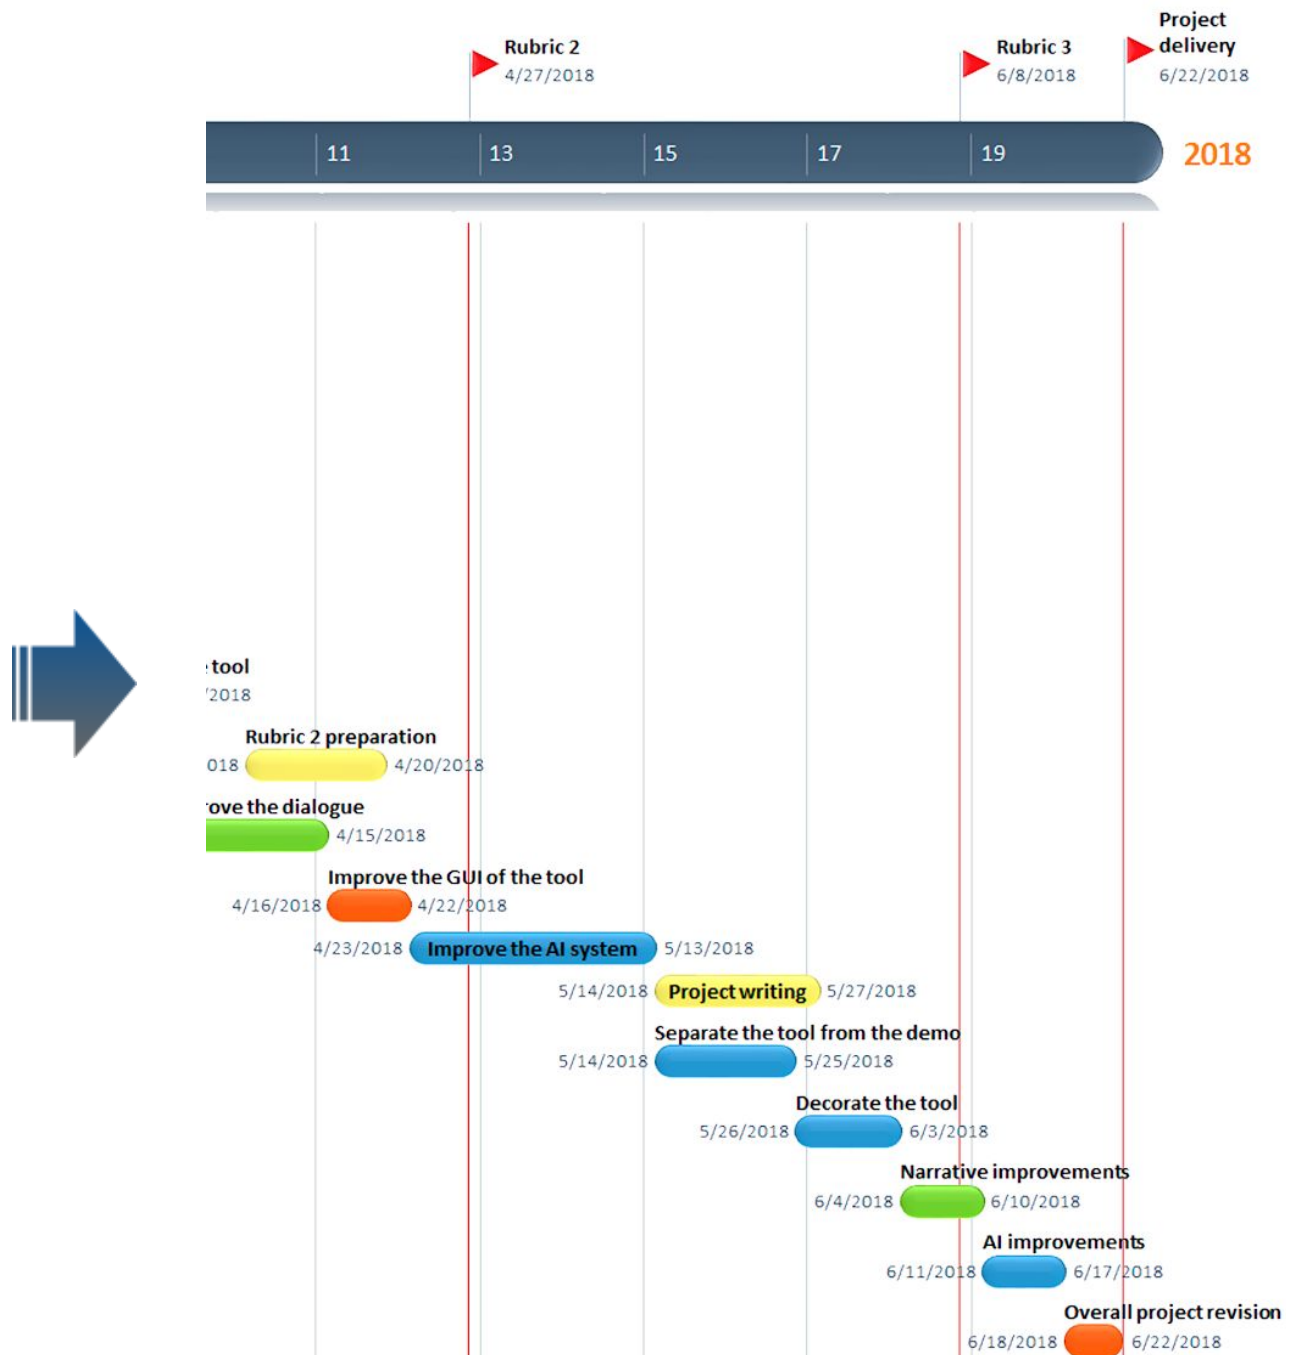 Project
delivery
6/22/2018
Rubric 2
4/27/2018
Rubric 3
6/8/2018
11 13 15 17 19 2018
tool
/2018
Rubric 2 preparation
018 4/20/2018
rove the dialogue
4/15/2018
Improve the GUI of the tool
4/16/2018 4/22/2018
4/23/2018 Improve the AI system 5/13/2018
5/14/2018 Project writing 5/27/2018
Separate the tool from the demo
5/14/2018 5/25/2018
Decorate the tool
5/26/2018 6/3/2018
Narrative improvements
6/4/2018 6/10/2018
AI improvements
6/11/2018 6/17/2018
Overall project revision
6/18/2018 6/22/2018